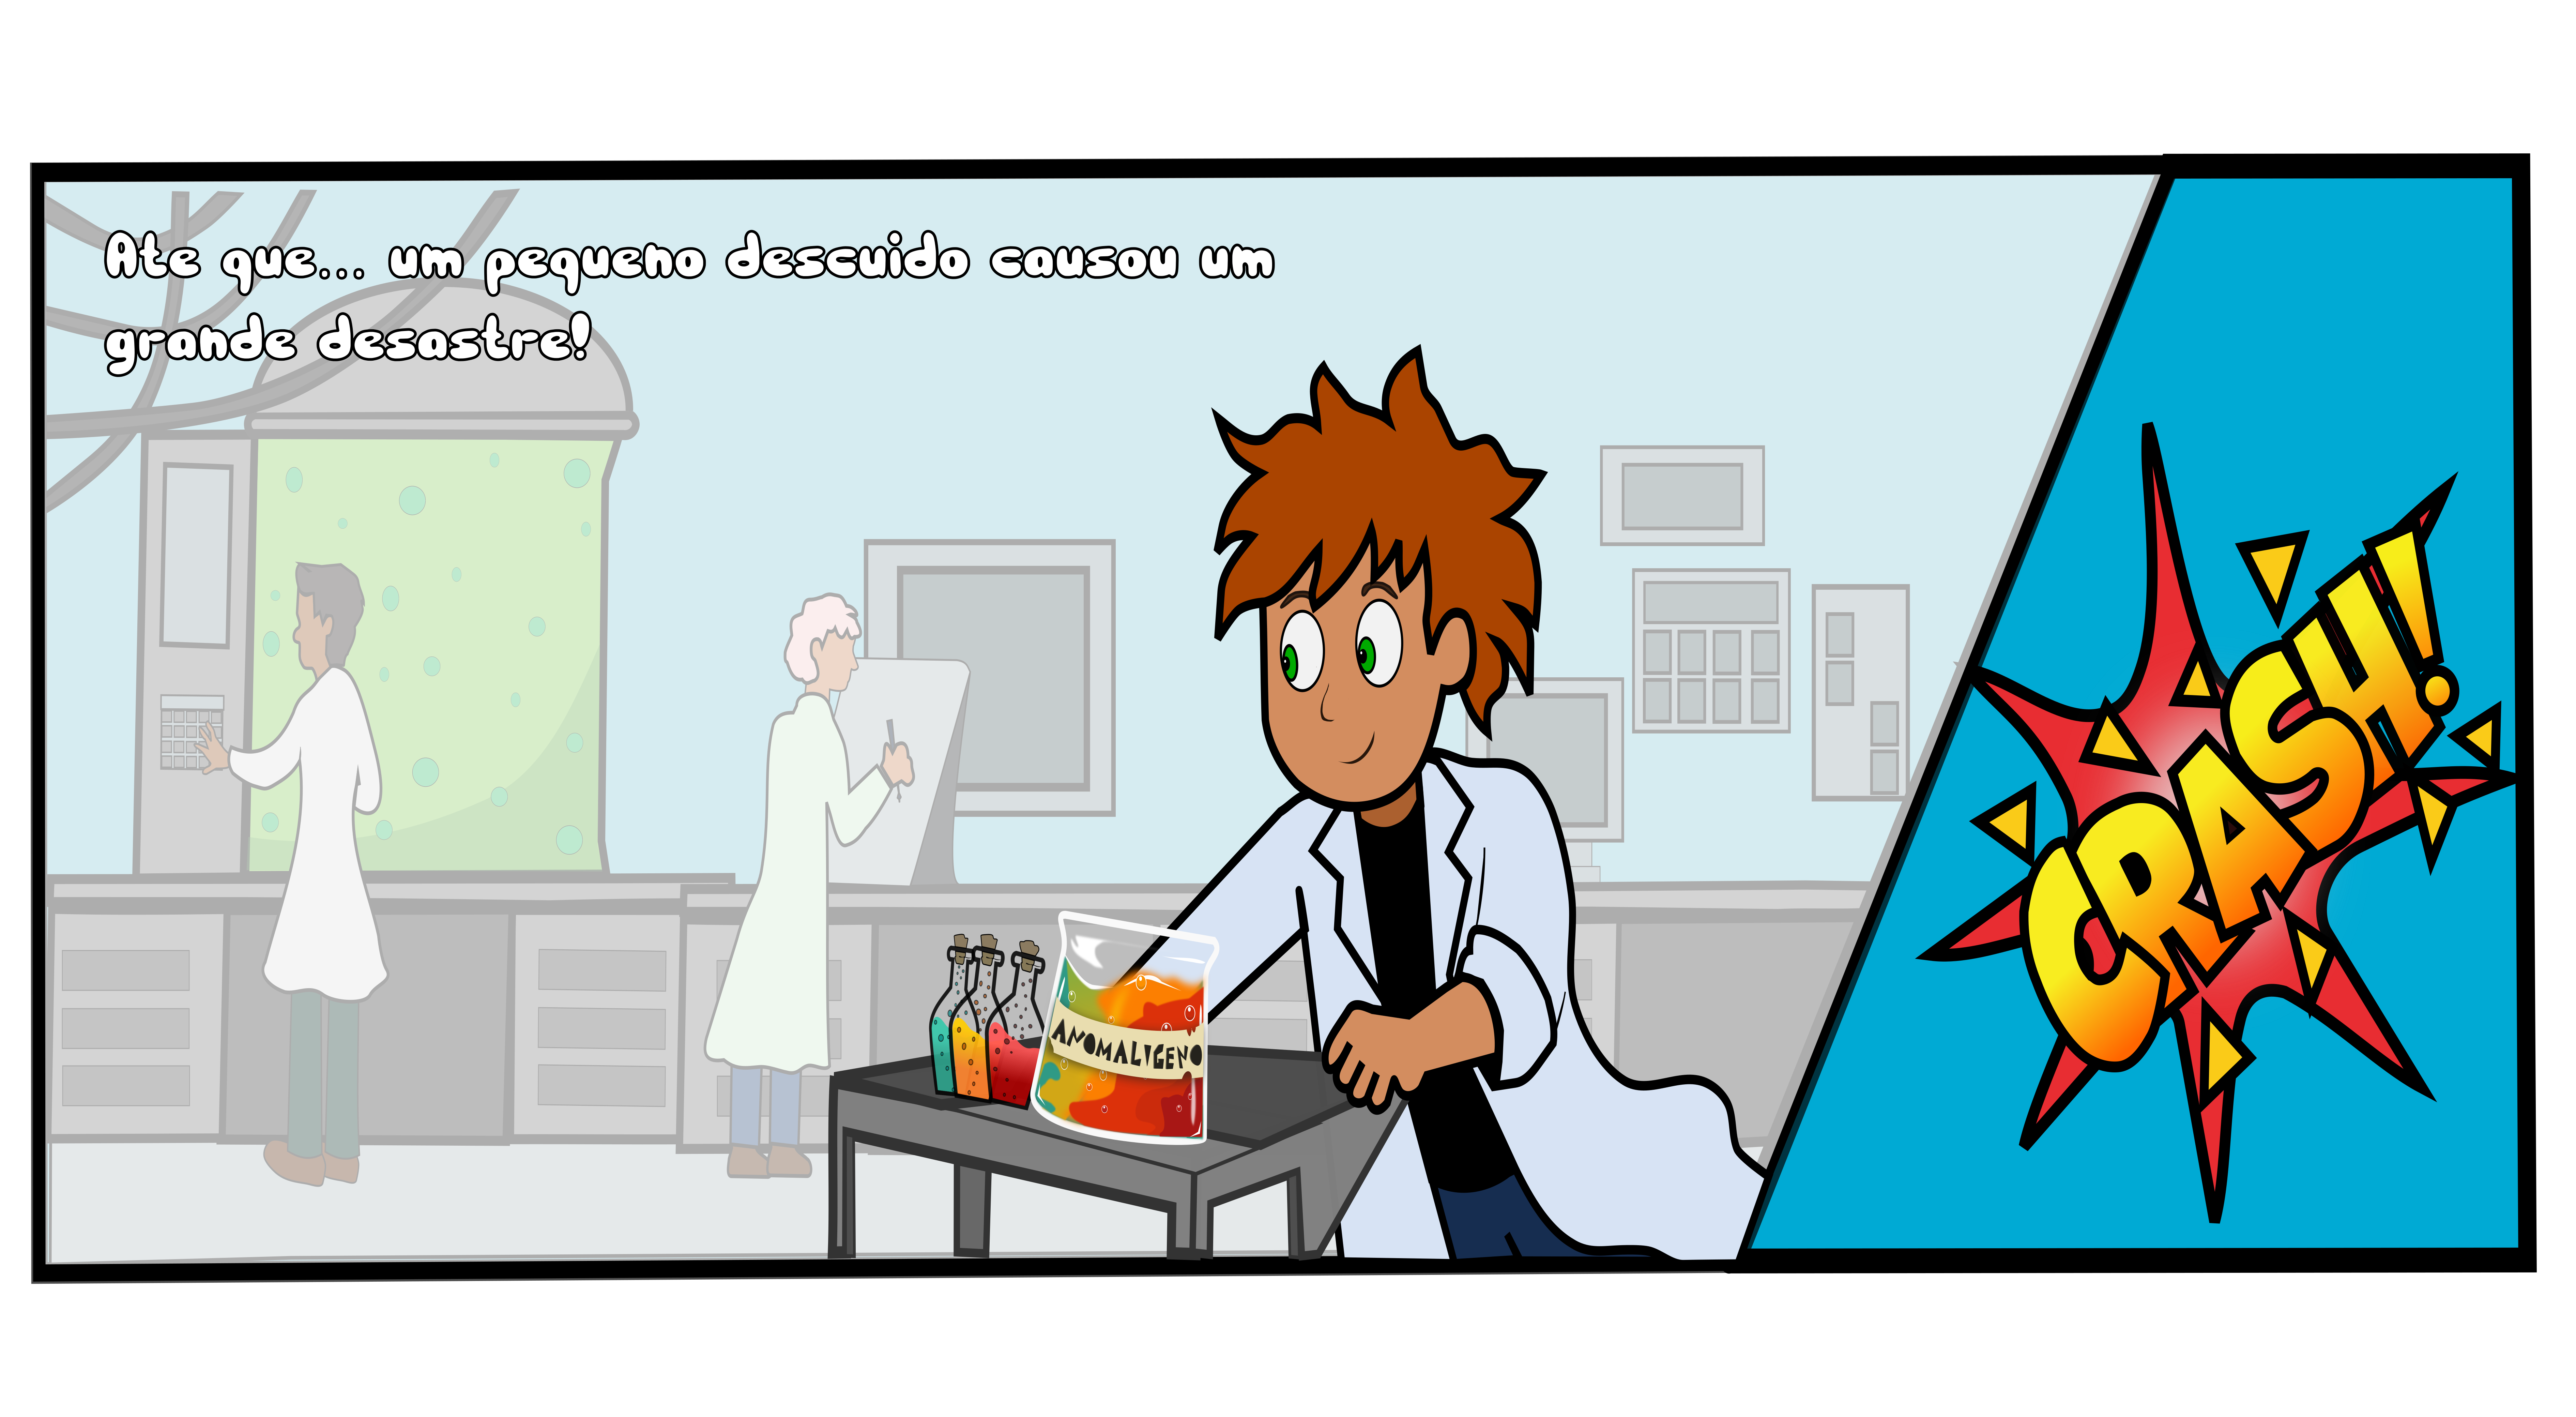 Ate que... um pequeno descuido causou um
grande desastre!
ANOMALIGENO
CRASH!